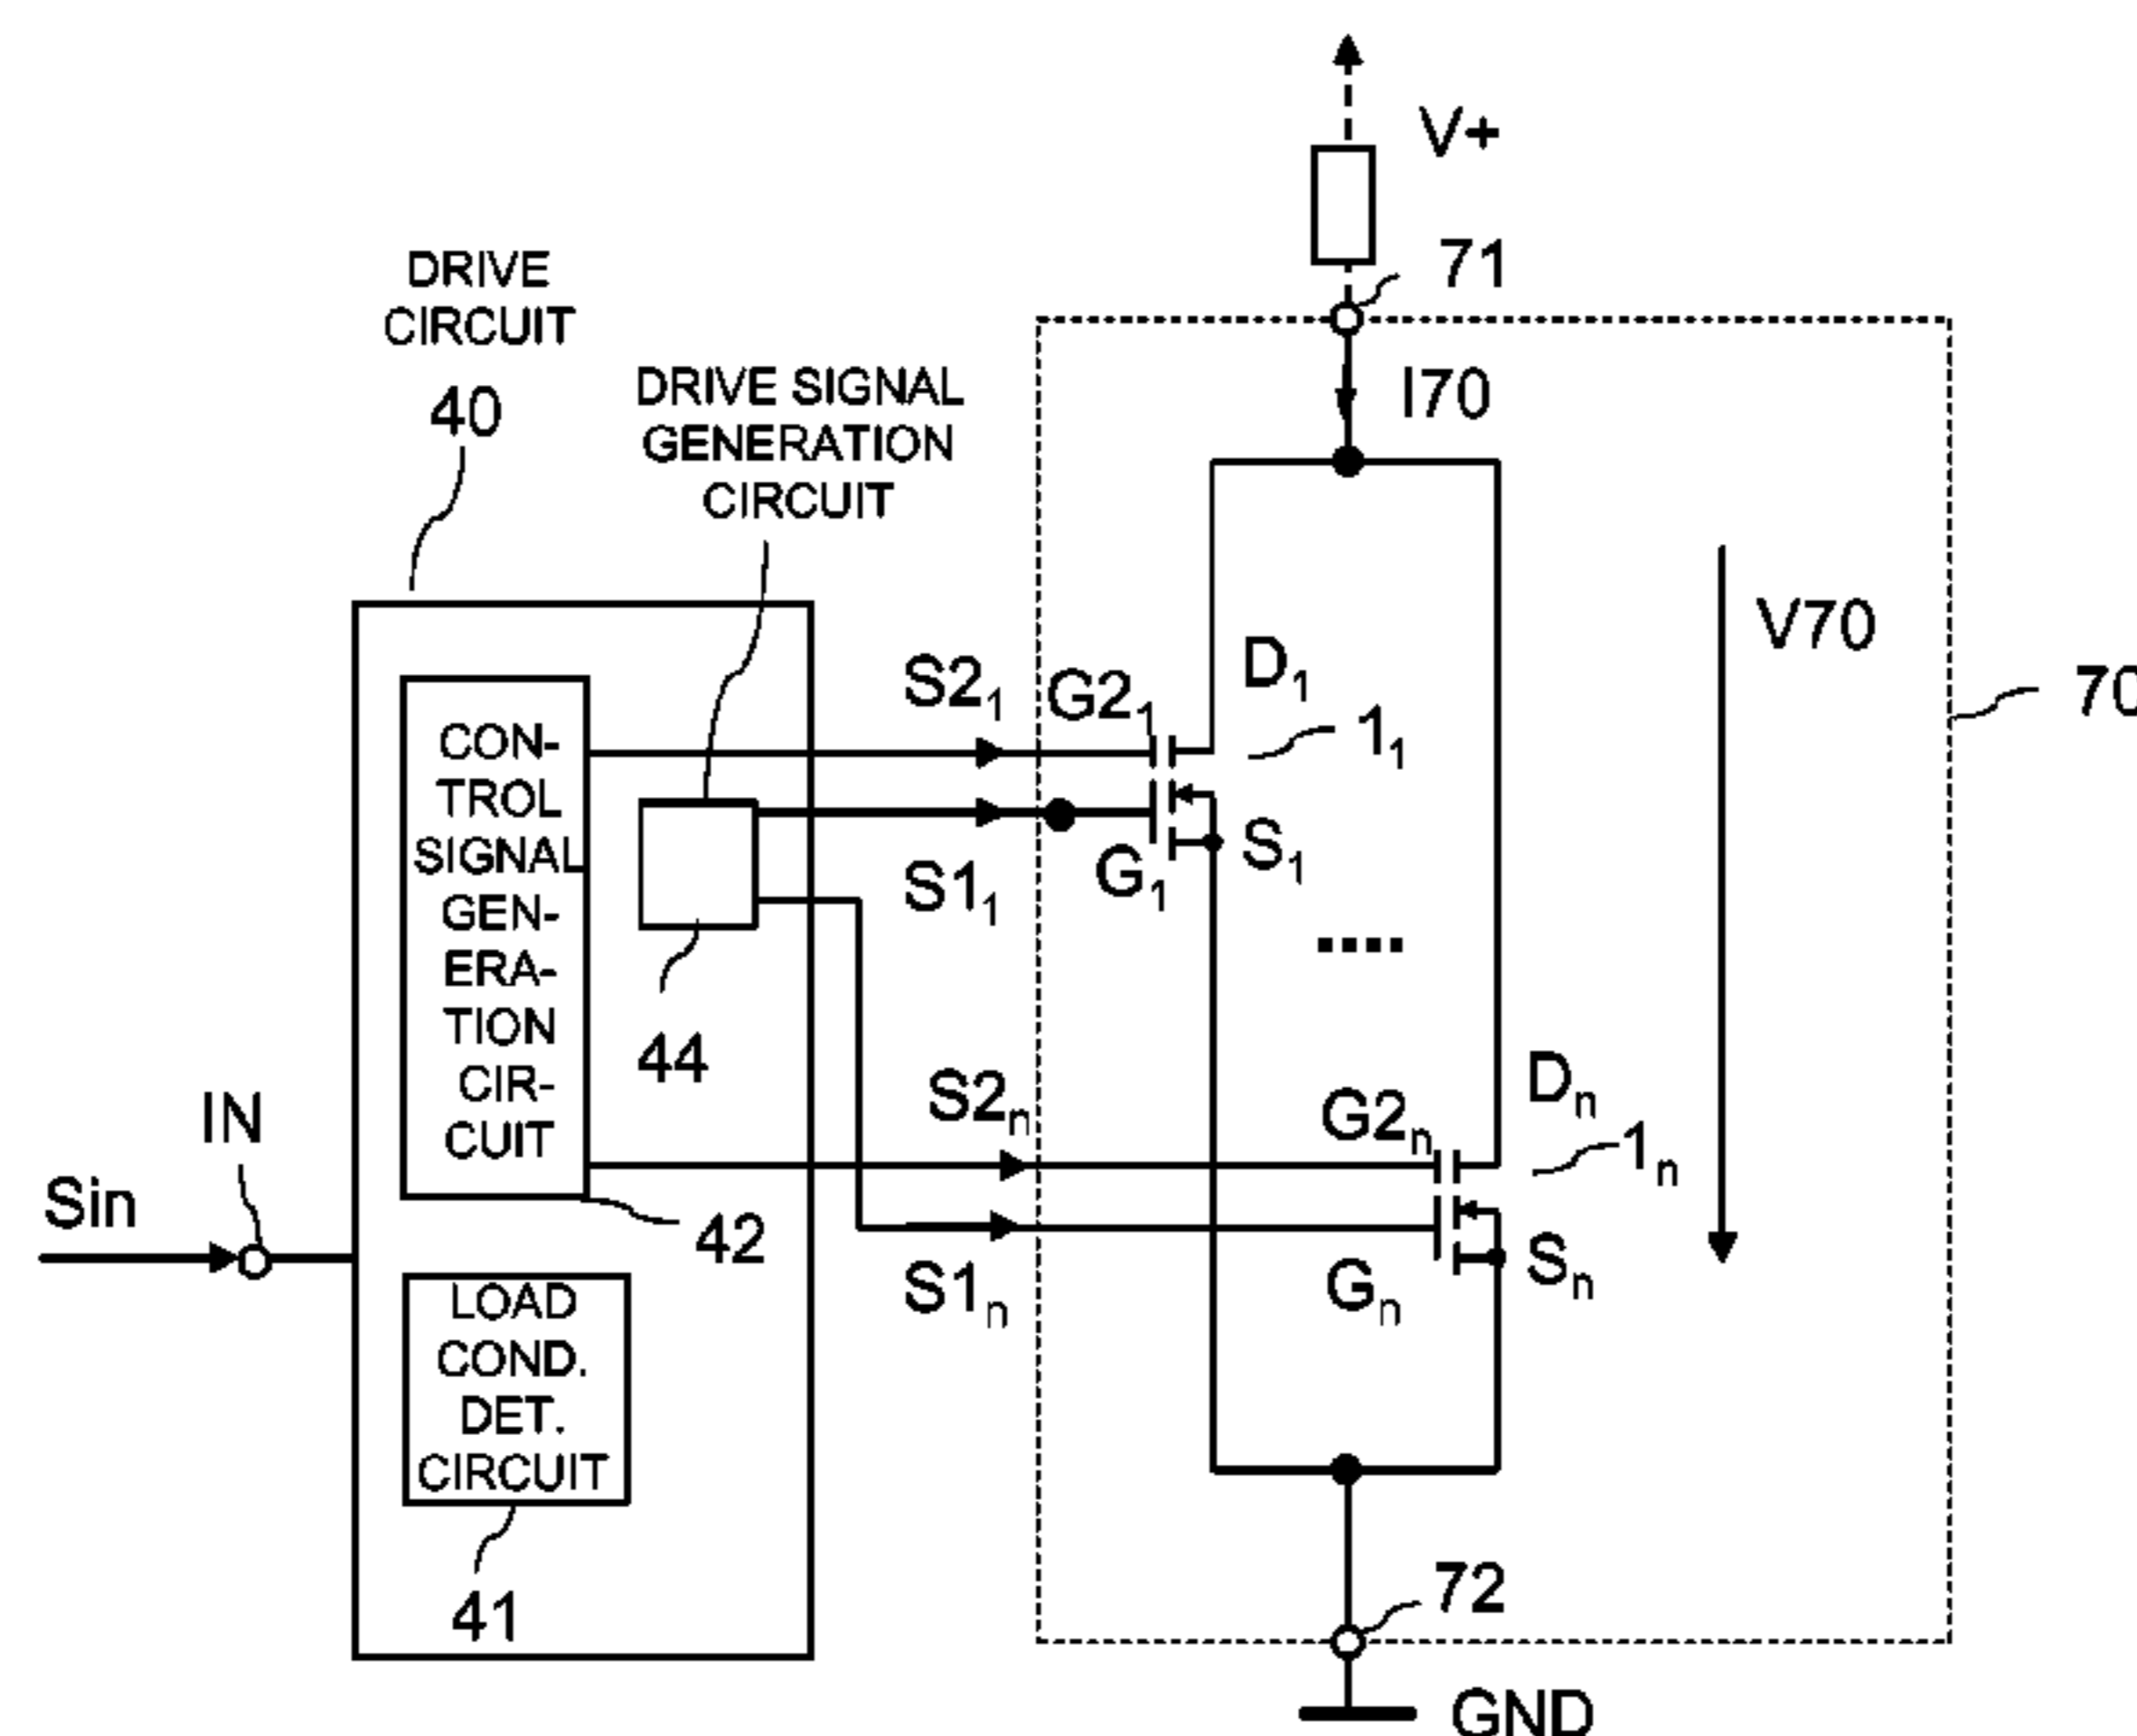 V+
71
DRIVE
CIRCUIT
40
DRIVE SIGNAL
GENERATION
CIRCUIT
I70
V70
70
S2₁
G2₁
D₁
1₁
CON-
TROL
SIGNAL
GEN-
ERA-
TION
CIR-
CUIT
S1₁
G₁
S₁
44
S2ₙ
G2ₙ
Dₙ
1ₙ
IN
Sin
42
S1ₙ
Gₙ
Sₙ
LOAD
COND.
DET.
CIRCUIT
41
72
GND